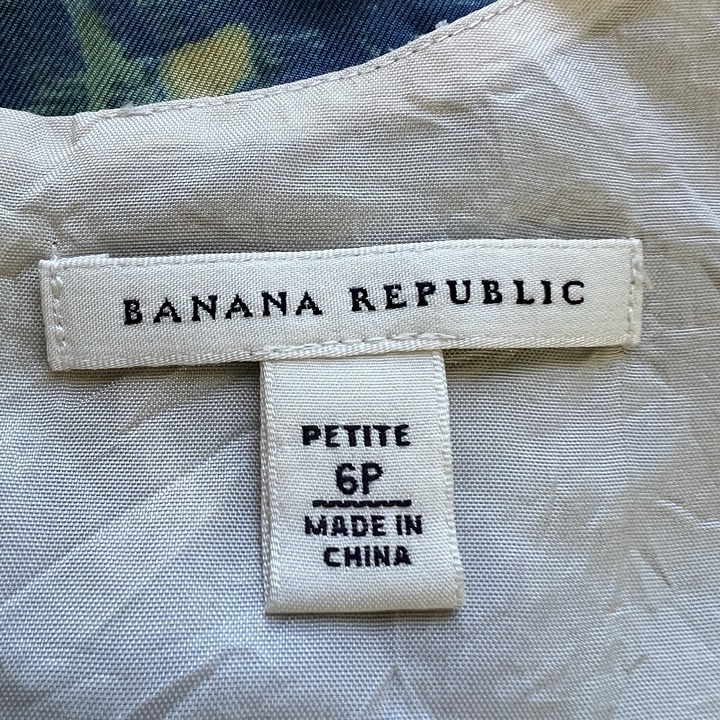 BANANA REPUBLIC
PETITE
6P
MADE IN
CHINA